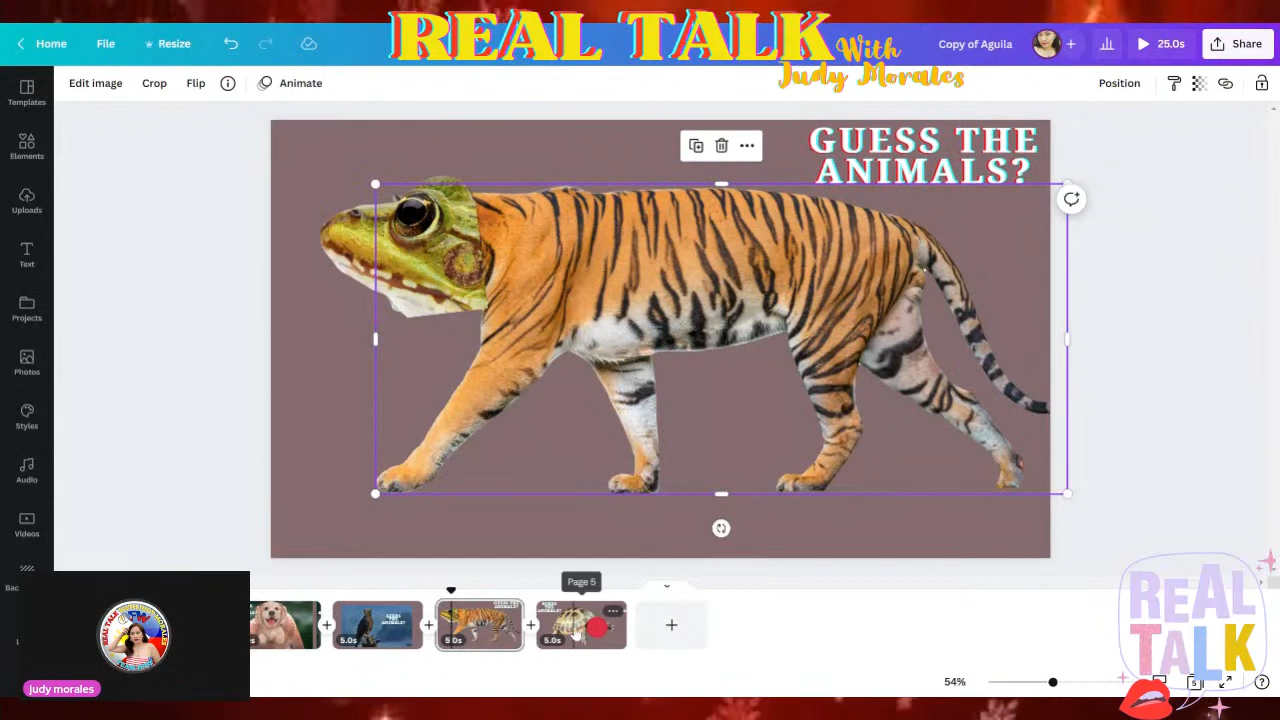 REAL TALK
With
Judy Morales
Home
File
Resize
Copy of Aguila
25.0s
Share
Edit image
Crop
Flip
Animate
Position
Templates
Elements
Uploads
Text
Projects
Photos
Styles
Audio
Videos
GUESS THE
ANIMALS?
Page 5
5.0s
5.0s
5.0s
judy morales
54%
5
REAL
TALK